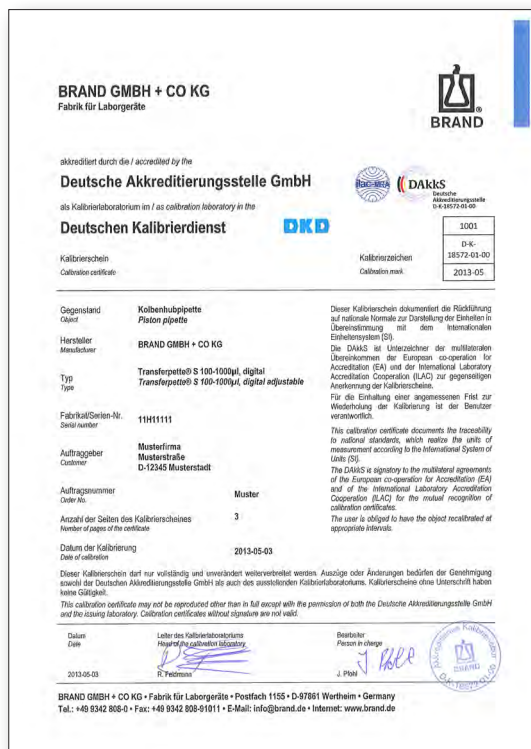 BRAND GMBH + CO KG
Fabrik für Laborgeräte
BRAND
akkreditiert durch die / accredited by the
Deutsche Akkreditierungsstelle GmbH
als Kalibrierlaboratorium im / as calibration laboratory in the
Deutschen Kalibrierdienst
DKD
ilac-MRA
DAkkS
Deutsche
Akkreditierungsstelle
D-K-18572-01-00
Kalibrierschein
Calibration certificate
Kalibrierzeichen
Calibration mark
1001
D-K-
18572-01-00
2013-05
Gegenstand
Object
Kolbenhubpipette
Piston pipette
Hersteller
Manufacturer
BRAND GMBH + CO KG
Typ
Type
Transferpette® S 100-1000µl, digital
Transferpette® S 100-1000µl, digital adjustable
Fabrikat/Serien-Nr.
Serial number
11H11111
Auftraggeber
Customer
Musterfirma
Musterstraße
D-12345 Musterstadt
Auftragsnummer
Order No.
Muster
Anzahl der Seiten des Kalibrierscheines
Number of pages of the certificate
3
Datum der Kalibrierung
Date of calibration
2013-05-03
Dieser Kalibrierschein dokumentiert die Rückführung
auf nationale Normale zur Darstellung der Einheiten in
Übereinstimmung mit dem Internationalen
Einheitensystem (SI).
Die DAkkS ist Unterzeichner der multilateralen
Übereinkommen der European co-operation for
Accreditation (EA) und der International Laboratory
Accreditation Cooperation (ILAC) zur gegenseitigen
Anerkennung der Kalibrierscheine.
Für die Einhaltung einer angemessenen Frist zur
Wiederholung der Kalibrierung ist der Benutzer
verantwortlich.
This calibration certificate documents the traceability
to national standards, which realize the units of
measurement according to the International System of
Units (SI).
The DAkkS is signatory to the multilateral agreements
of the European co-operation for Accreditation (EA)
and of the International Laboratory Accreditation
Cooperation (ILAC) for the mutual recognition of
calibration certificates.
The user is obliged to have the object recalibrated at
appropriate intervals.
Dieser Kalibrierschein darf nur vollständig und unverändert weiterverbreitet werden. Auszüge oder Änderungen bedürfen der Genehmigung
sowohl der Deutschen Akkreditierungsstelle GmbH als auch des ausstellenden Kalibrierlaboratoriums. Kalibrierscheine ohne Unterschrift haben
keine Gültigkeit.
This calibration certificate may not be reproduced other than in full except with the permission of both the Deutsche Akkreditierungsstelle GmbH
and the issuing laboratory. Calibration certificates without signature are not valid.
Datum
Date
Leiter des Kalibrierlaboratoriums
Head of the calibration laboratory
Bearbeiter
Person in charge
2013-05-03
R. Feldmann
J. Pfohl
BRAND
D-K-18572-01-00
BRAND GMBH + CO KG • Fabrik für Laborgeräte • Postfach 1155 • D-97861 Wertheim • Germany
Tel.: +49 9342 808-0 • Fax: +49 9342 808-91011 • E-Mail: info@brand.de • Internet: www.brand.de